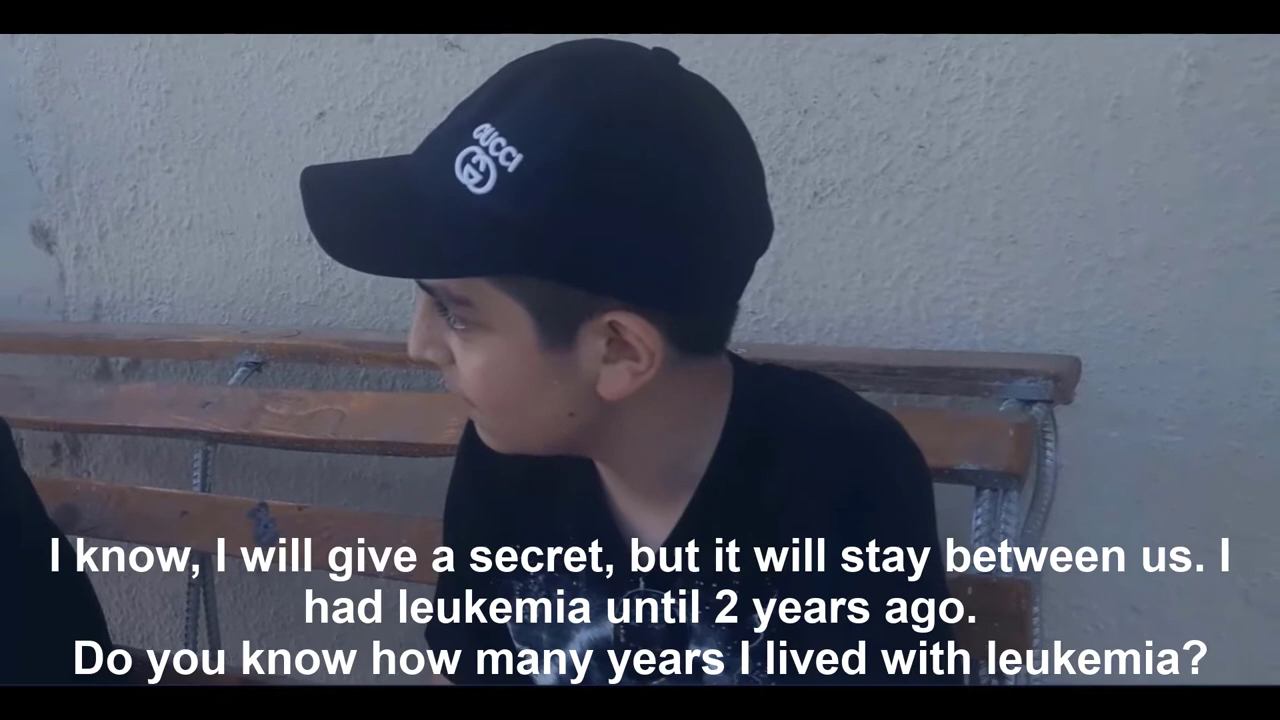 GUCCI
I know, I will give a secret, but it will stay between us. I
had leukemia until 2 years ago.
Do you know how many years I lived with leukemia?